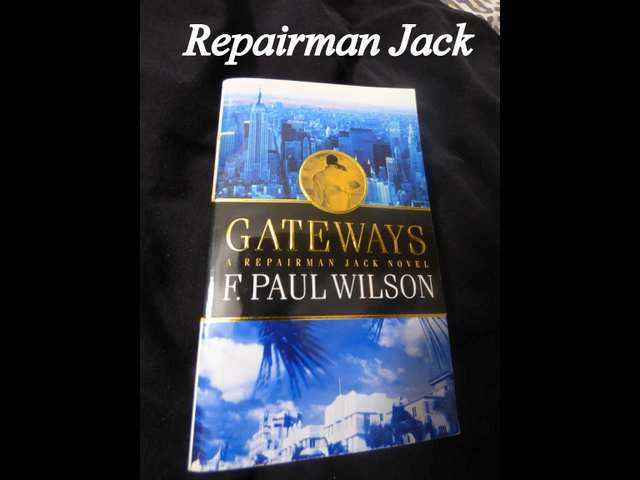 Repairman Jack
GATEWAYS
A REPAIRMAN JACK NOVEL
F. PAUL WILSON